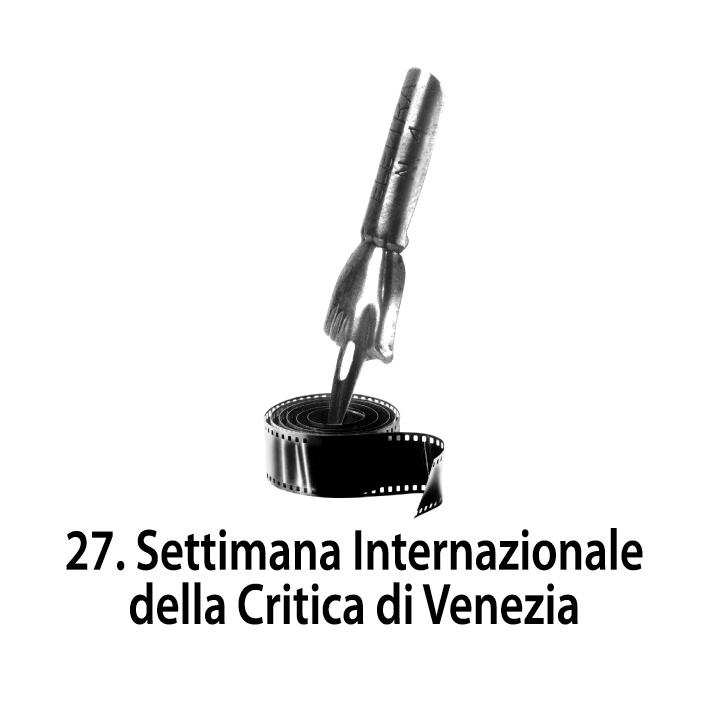 27. Settimana Internazionale
della Critica di Venezia